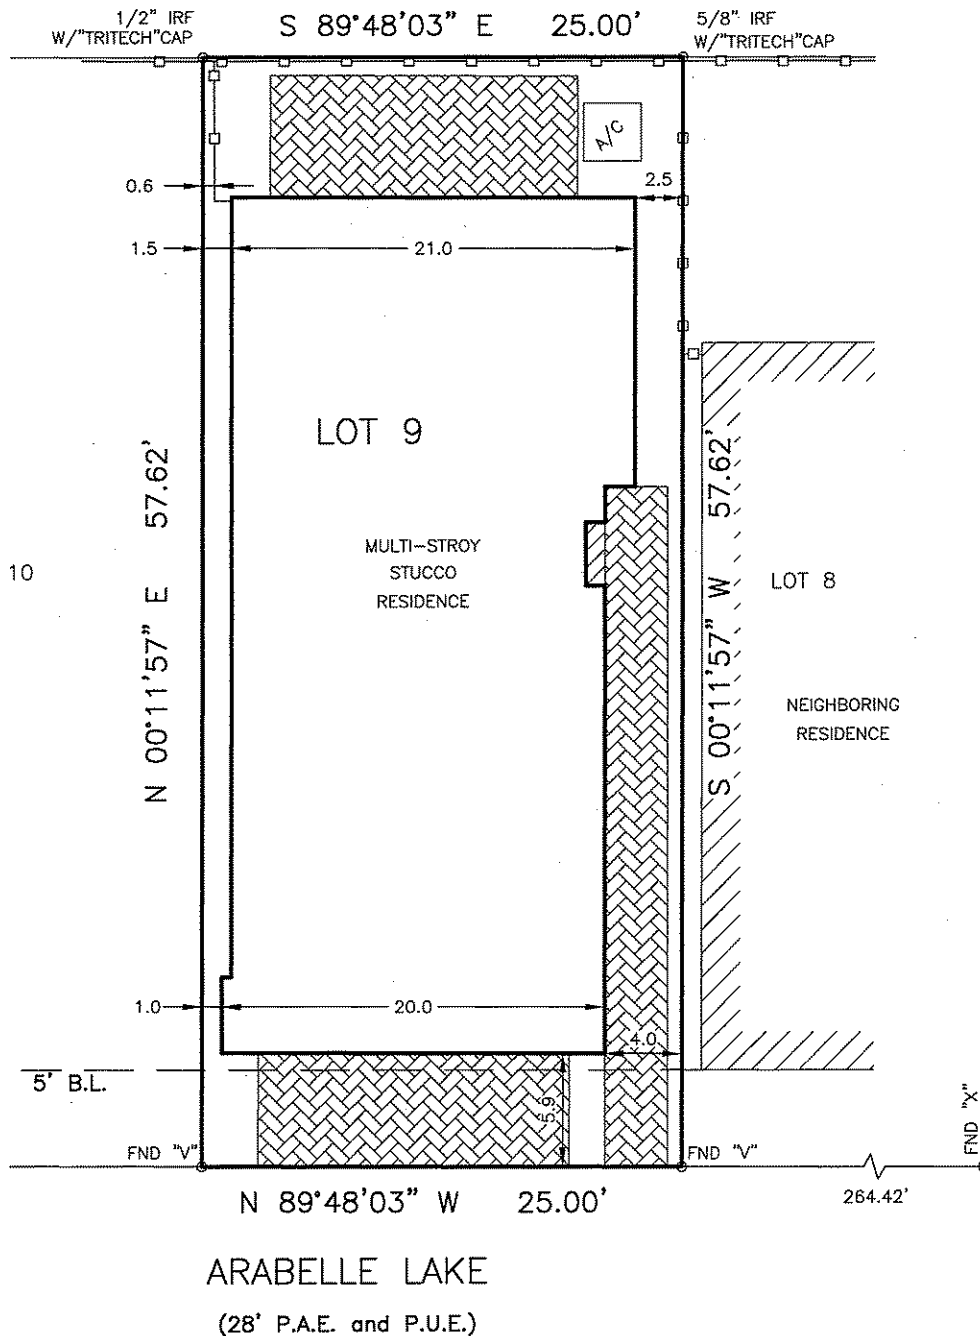 1/2" IRF
W/"TRITECH"CAP
S 89°48'03" E 25.00'
5/8" IRF
W/"TRITECH"CAP
A/C
0.6
2.5
1.5
21.0
LOT 9
N 00°11'57" E 57.62'
S 00°11'57" W 57.62'
MULTI-STROY
STUCCO
RESIDENCE
10
LOT 8
NEIGHBORING
RESIDENCE
1.0
20.0
4.0
5' B.L.
5.9
FND "V"
FND "V"
FND "X"
N 89°48'03" W 25.00'
264.42'
ARABELLE LAKE
(28' P.A.E. and P.U.E.)